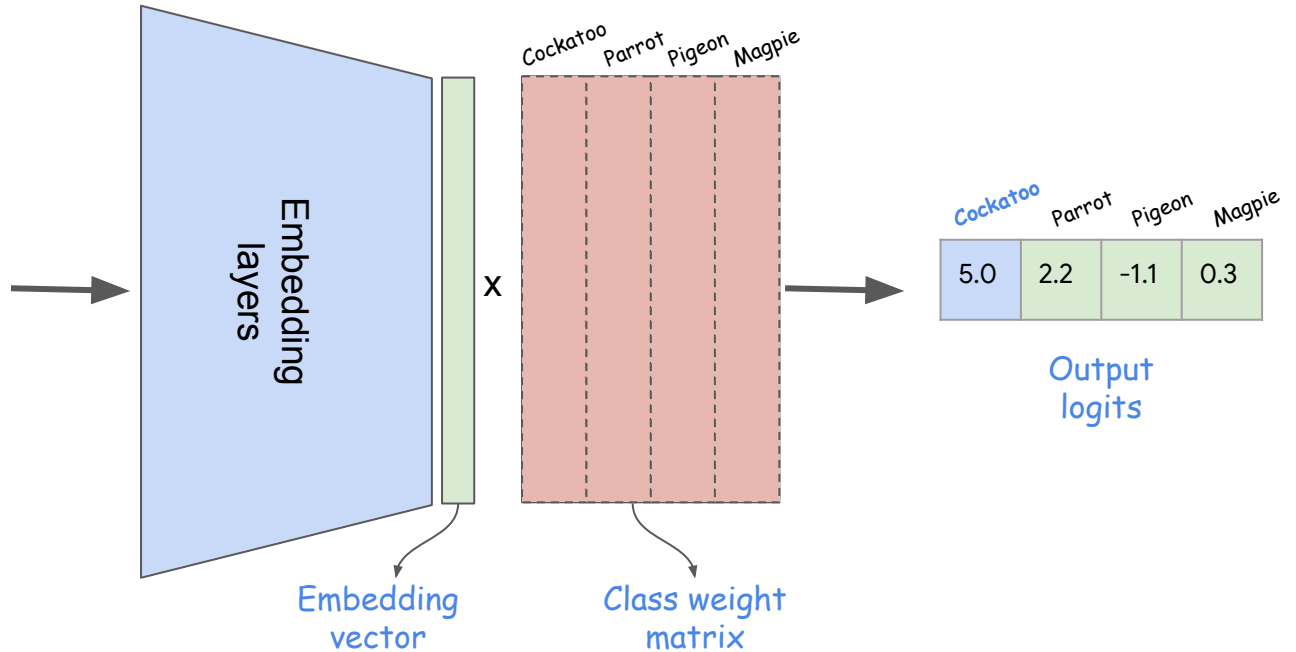 Embedding
layers
x
Cockatoo Parrot Pigeon Magpie
Cockatoo Parrot Pigeon Magpie
5.0 2.2 -1.1 0.3
Output
logits
Embedding
vector
Class weight
matrix